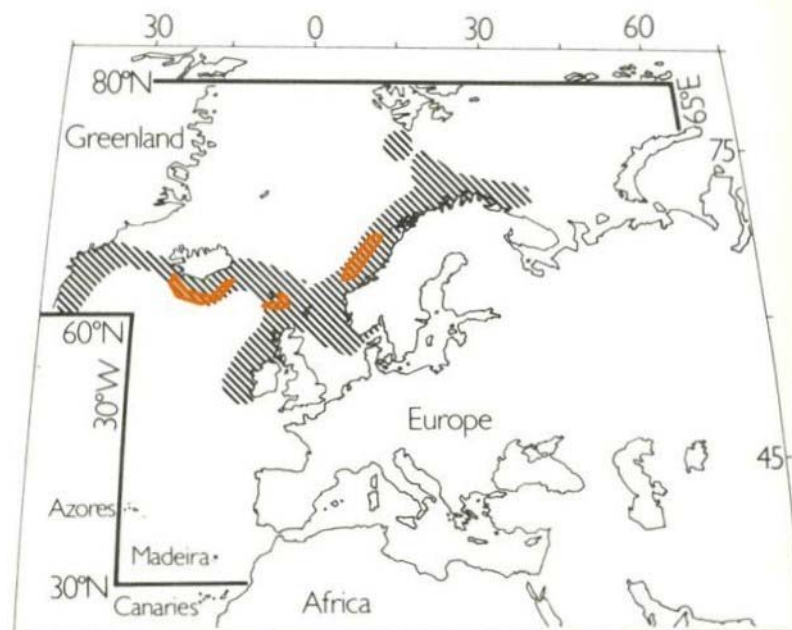 30 0 30 60
80°N
65°E
Greenland
75
60°N
30°W
Europe
45
Azores
Madeira
30°N
Canaries
Africa